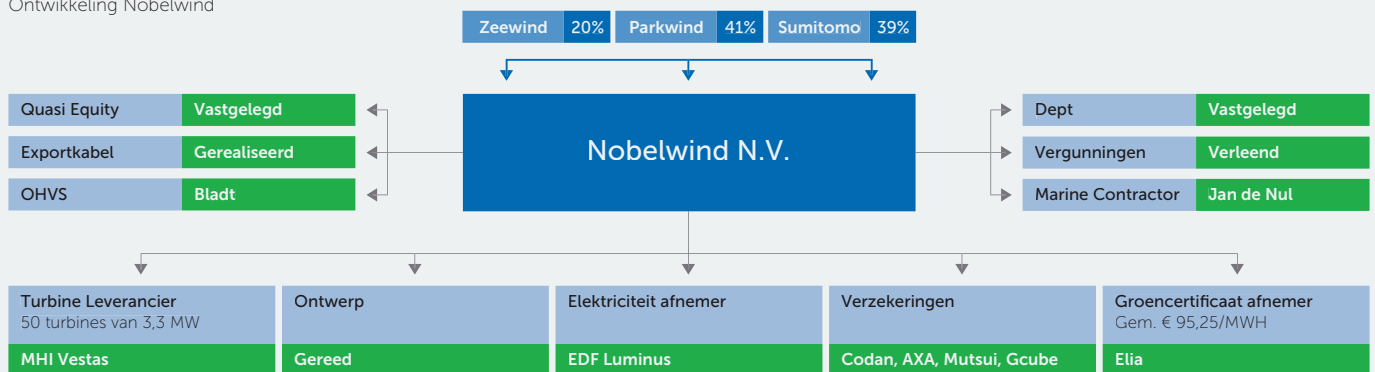 Ontwikkeling Nobelwind
Zeewind 20% Parkwind 41% Sumitomo 39%
Quasi Equity Vastgelegd
Exportkabel Gerealiseerd
OHVS Bladt
Nobelwind N.V.
Dept Vastgelegd
Vergunningen Verleend
Marine Contractor Jan de Nul
Turbine Leverancier
50 turbines van 3,3 MW
MHI Vestas
Ontwerp
Gereed
Elektriciteit afnemer
EDF Luminus
Verzekeringen
Codan, AXA, Mutsui, Gcube
Groencertificaat afnemer
Gem. € 95,25/MWH
Elia